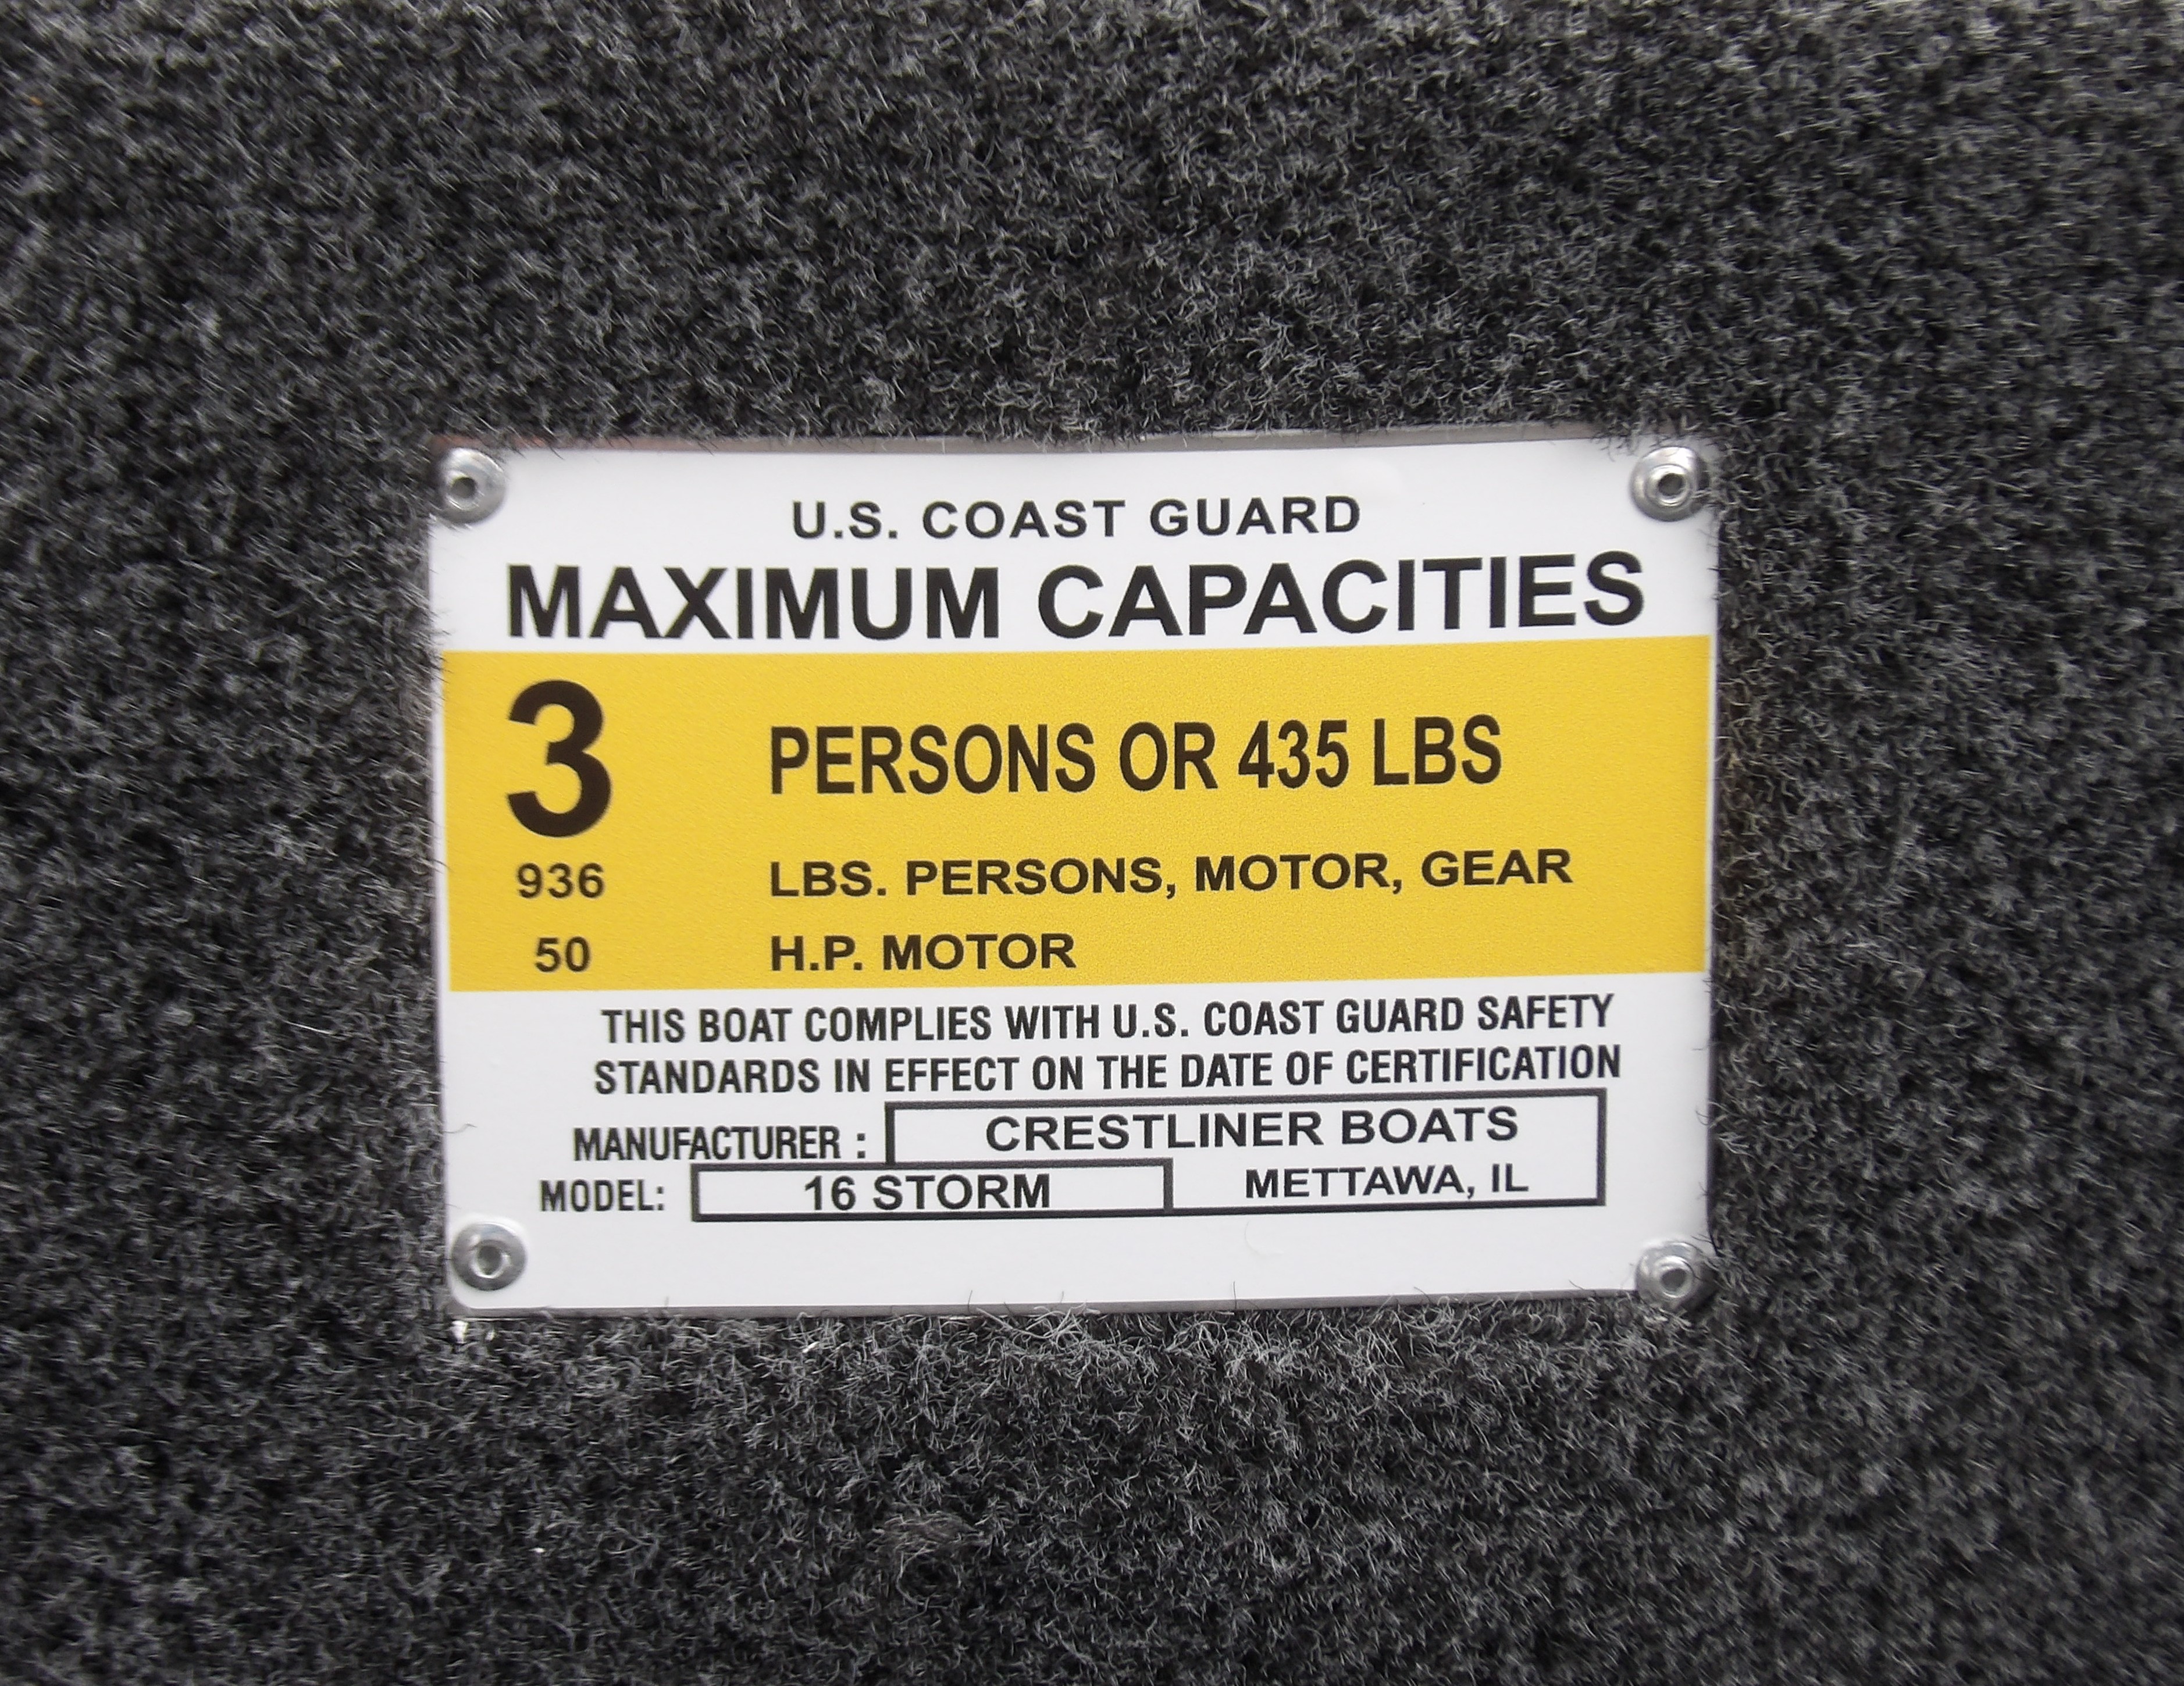 U.S. COAST GUARD
MAXIMUM CAPACITIES
3 PERSONS OR 435 LBS
936 LBS. PERSONS, MOTOR, GEAR
50 H.P. MOTOR
THIS BOAT COMPLIES WITH U.S. COAST GUARD SAFETY
STANDARDS IN EFFECT ON THE DATE OF CERTIFICATION
MANUFACTURER : CRESTLINER BOATS
MODEL: 16 STORM METTAWA, IL